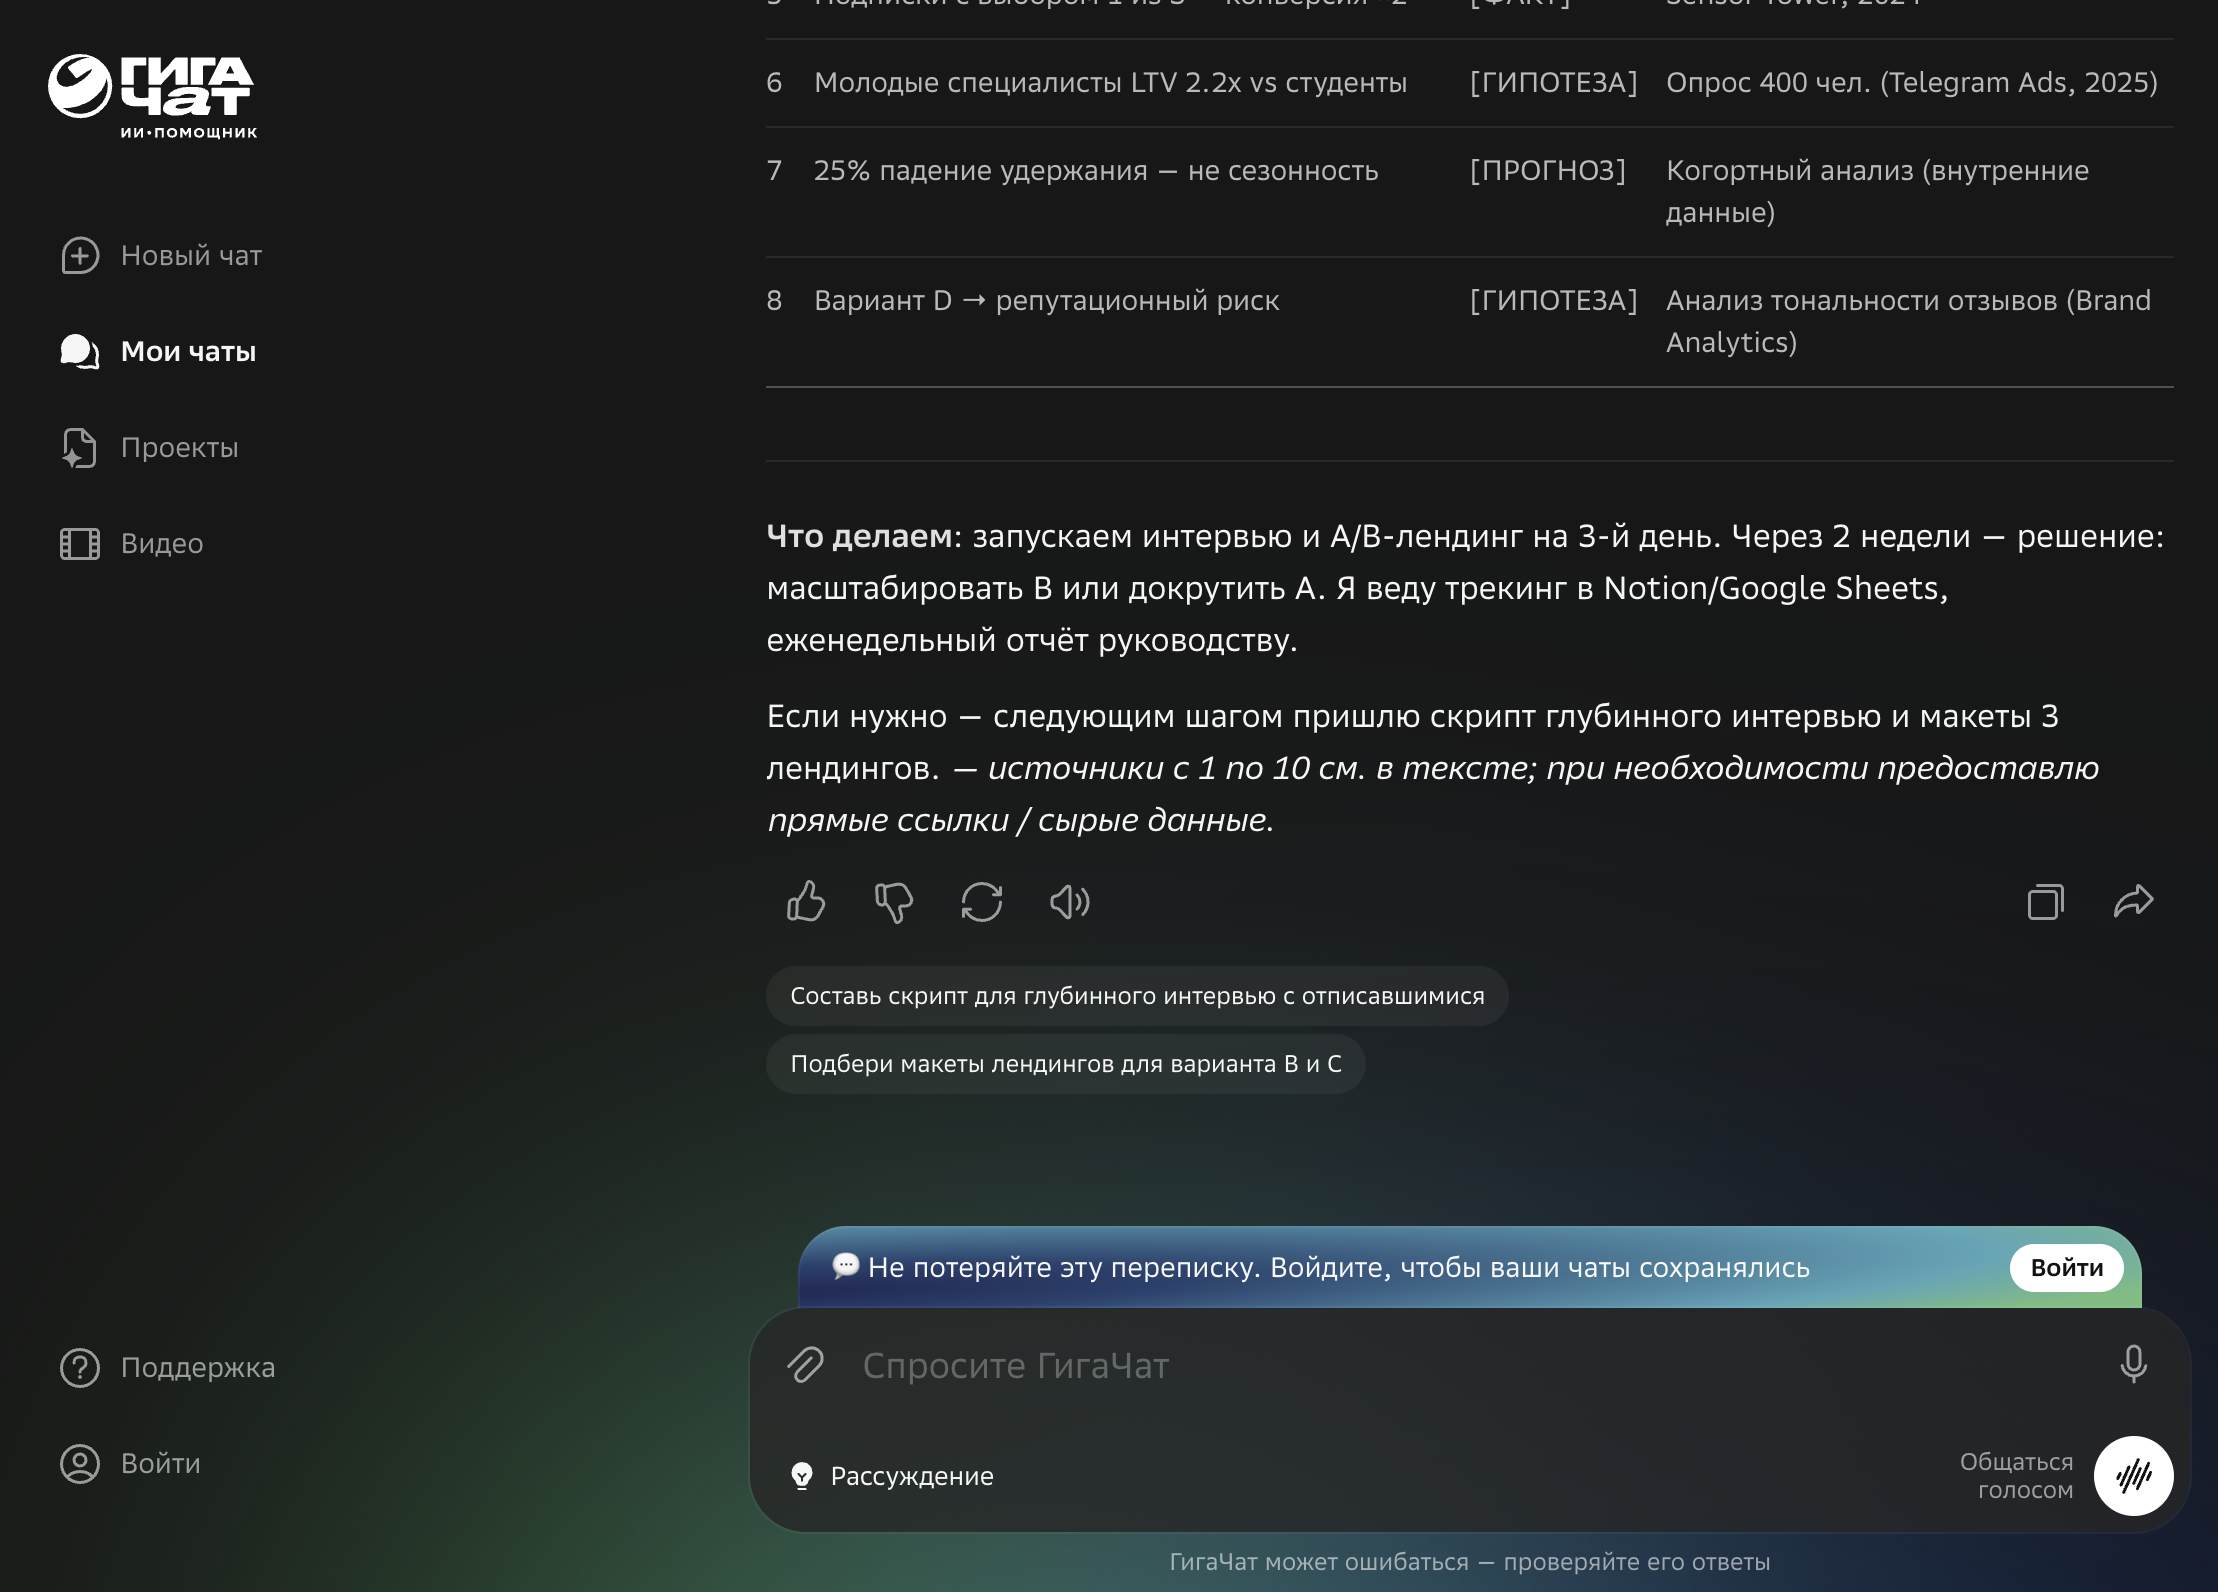 ГИГА
ЧаТ
ИИ•ПОМОЩНИК
Новый чат
Мои чаты
Проекты
Видео
Поддержка
Войти
6 Молодые специалисты LTV 2.2x vs студенты [ГИПОТЕЗА] Опрос 400 чел. (Telegram Ads, 2025)
7 25% падение удержания — не сезонность [ПРОГНОЗ] Когортный анализ (внутренние
данные)
8 Вариант D → репутационный риск [ГИПОТЕЗА] Анализ тональности отзывов (Brand
Analytics)
Что делаем: запускаем интервью и А/В-лендинг на 3-й день. Через 2 недели — решение:
масштабировать В или докрутить А. Я веду трекинг в Notion/Google Sheets,
еженедельный отчёт руководству.
Если нужно — следующим шагом пришлю скрипт глубинного интервью и макеты 3
лендингов. — источники с 1 по 10 см. в тексте; при необходимости предоставлю
прямые ссылки / сырые данные.
Составь скрипт для глубинного интервью с отписавшимися
Подбери макеты лендингов для варианта В и С
Не потеряйте эту переписку. Войдите, чтобы ваши чаты сохранялись
Войти
Спросите ГигаЧат
Рассуждение
Общаться
голосом
ГигаЧат может ошибаться — проверяйте его ответы